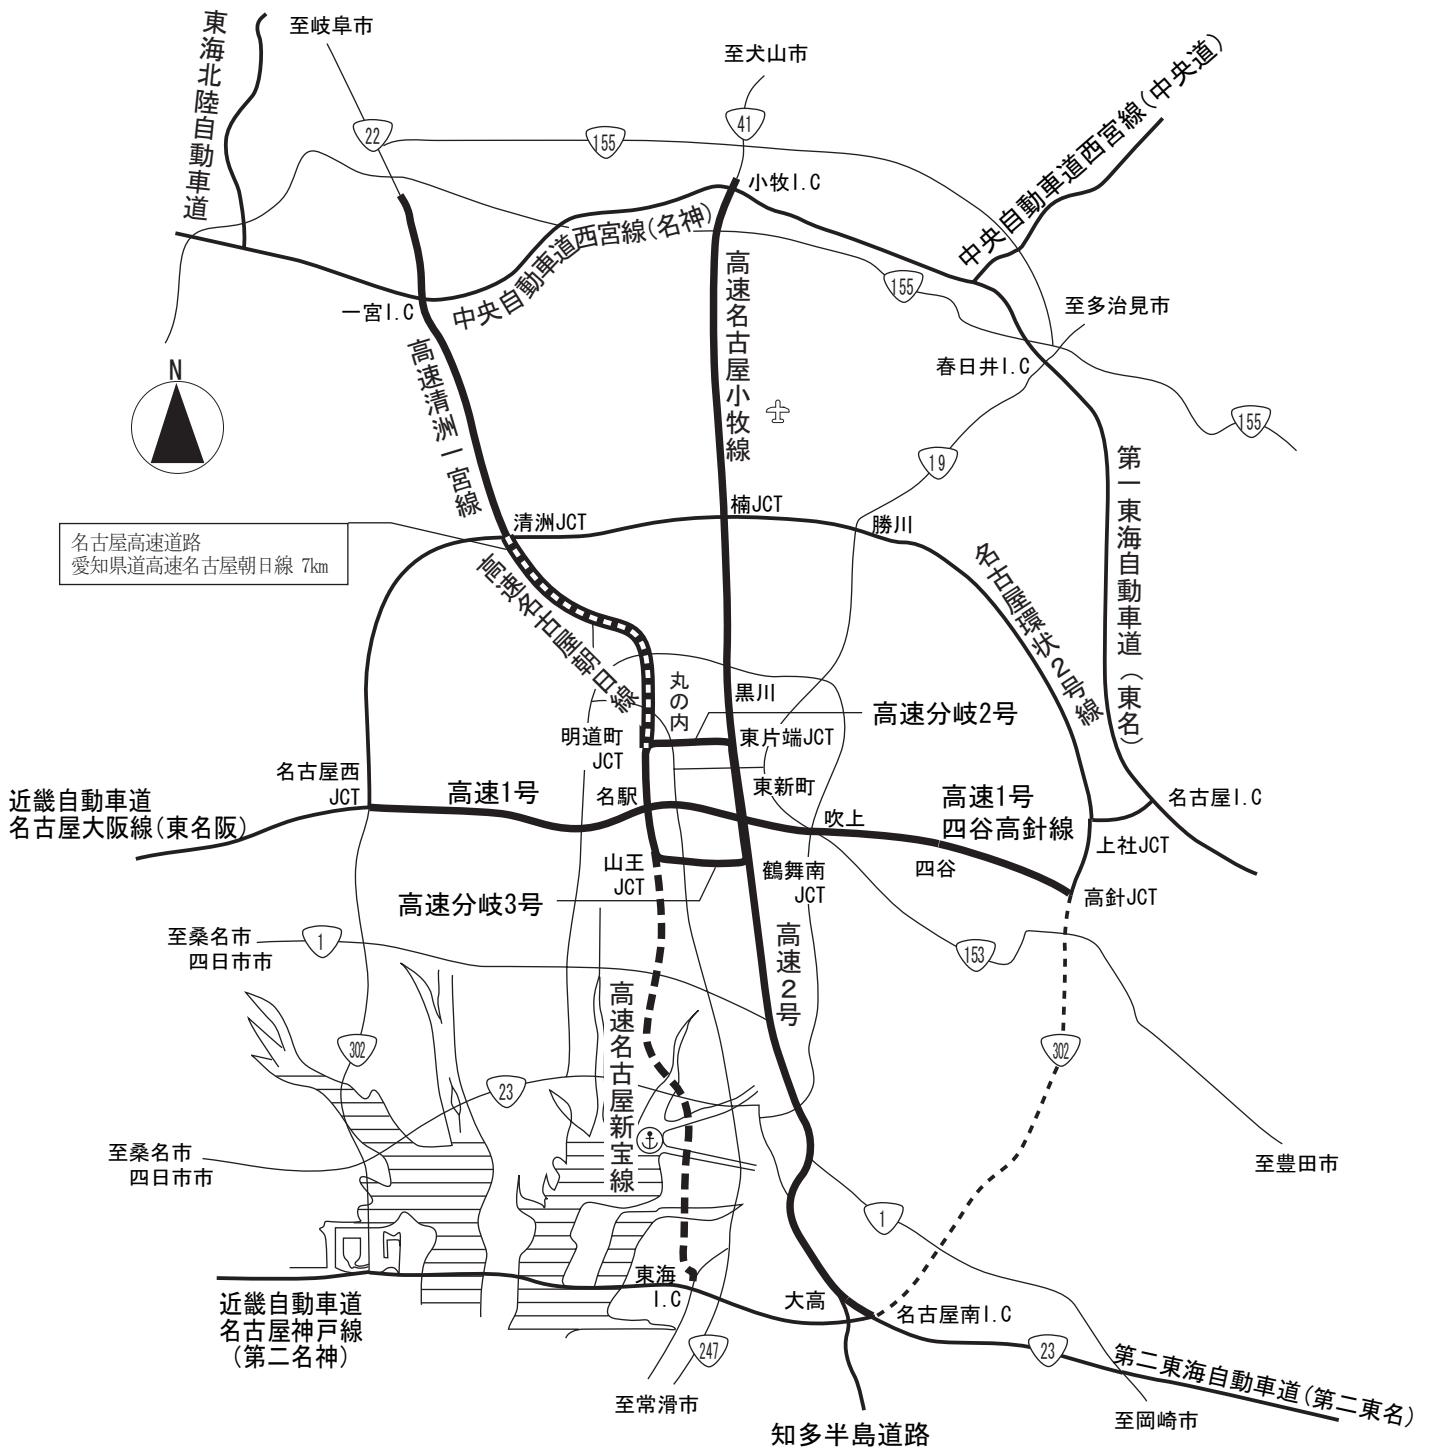 東海北陸自動車道
至岐阜市
至犬山市
22
155
41
中央自動車道西宮線(中央道)
小牧I.C
中央自動車道西宮線(名神)
高速名古屋小牧線
155
至多治見市
一宮I.C
春日井I.C
高速清洲一宮線
N
155
19
第一東海自動車道(東名)
楠JCT
清洲JCT
勝川
名古屋高速道路
愛知県道高速名古屋朝日線 7km
高速名古屋朝日線
名古屋環状2号線
丸の内
黒川
高速分岐2号
明道町
JCT
東片端JCT
名古屋西
JCT
東新町
近畿自動車道
名古屋大阪線(東名阪)
高速1号
名駅
高速1号
四谷高針線
名古屋I.C
吹上
上社JCT
山王
JCT
鶴舞南
JCT
四谷
高針JCT
高速分岐3号
高速2号
至桑名市
四日市市
1
153
高速名古屋新宝線
302
302
23
至桑名市
四日市市
至豊田市
1
東海
I.C
大高
名古屋南I.C
近畿自動車道
名古屋神戸線
(第二名神)
247
23
第二東海自動車道(第二東名)
至常滑市
至岡崎市
知多半島道路